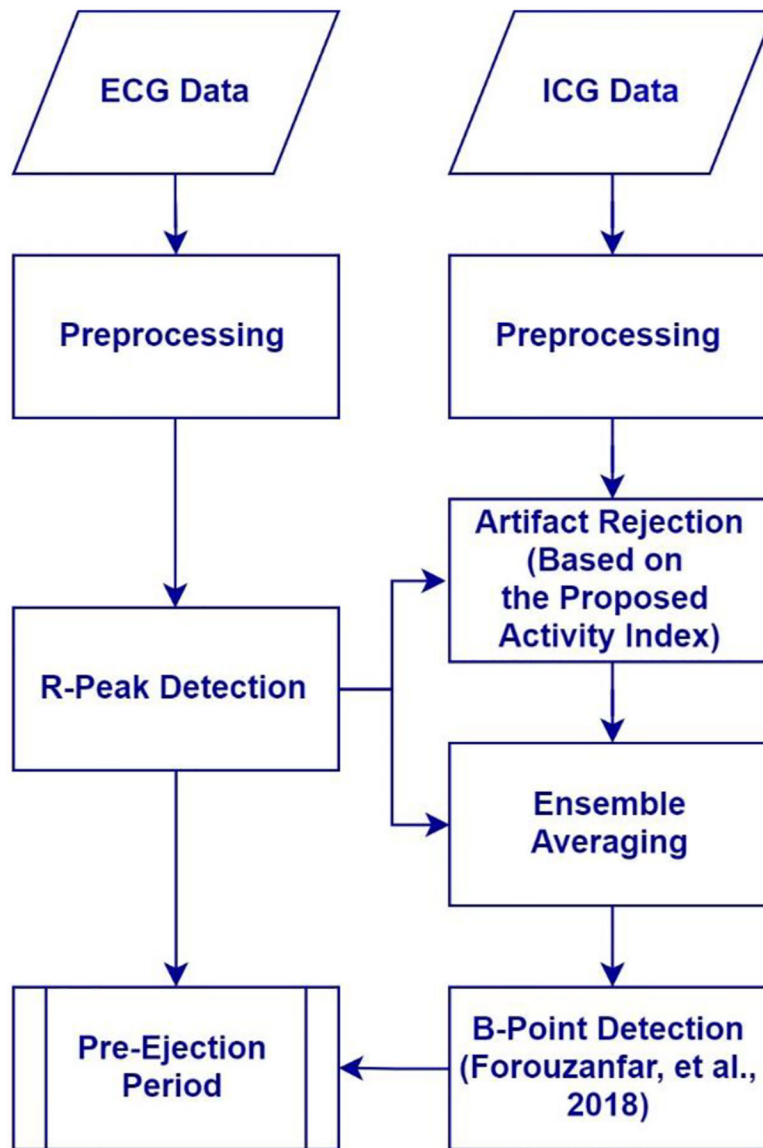 ECG Data
ICG Data
Preprocessing
Preprocessing
Artifact Rejection
(Based on
the Proposed
Activity Index)
R-Peak Detection
Ensemble
Averaging
Pre-Ejection
Period
B-Point Detection
(Forouzanfar, et al.,
2018)